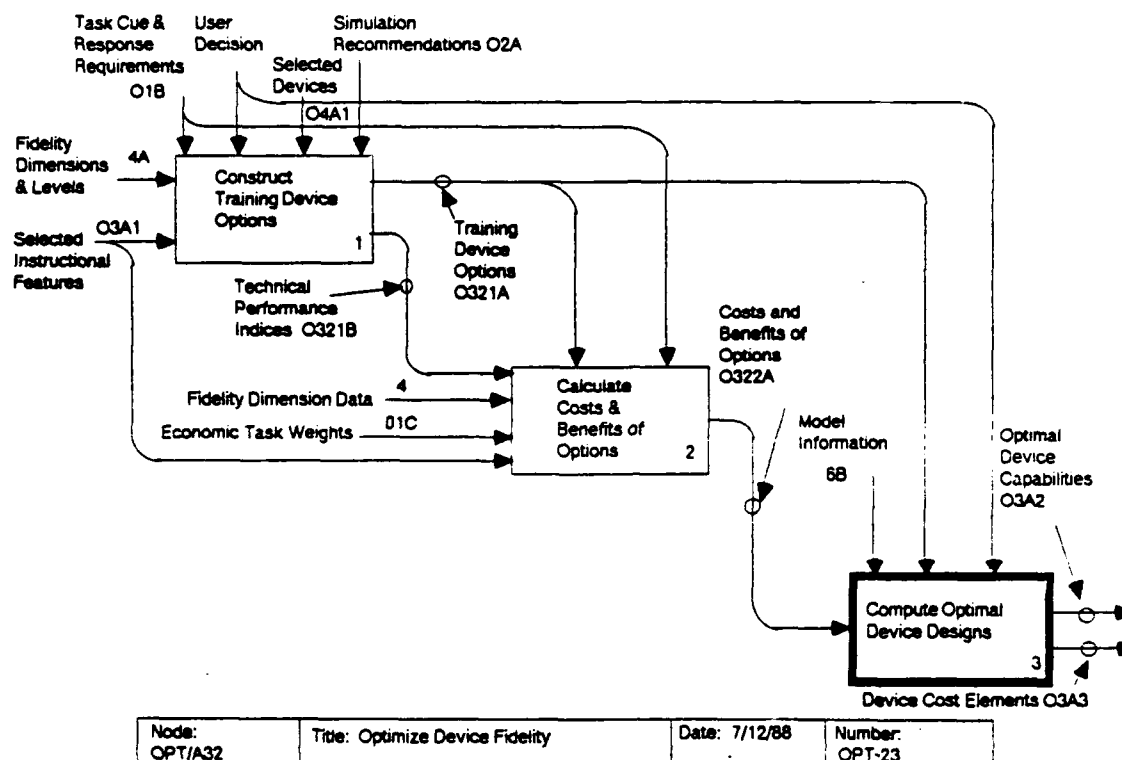 Task Cue &
Response
Requirements
O1B
User
Decision
Selected
Devices
O4A1
Simulation
Recommendations O2A
Fidelity
Dimensions
& Levels
4A
Selected
Instructional
Features
O3A1
Construct
Training Device
Options
1
Training
Device
Options
O321A
Technical
Performance
Indices O321B
Fidelity Dimension Data
4
Economic Task Weights
01C
Calculate
Costs &
Benefits of
Options
2
Costs and
Benefits of
Options
O322A
Model
Information
6B
Optimal
Device
Capabilities
O3A2
Compute Optimal
Device Designs
3
Device Cost Elements O3A3
Node:
OPT/A32
Title: Optimize Device Fidelity
Date: 7/12/88
Number:
OPT-23